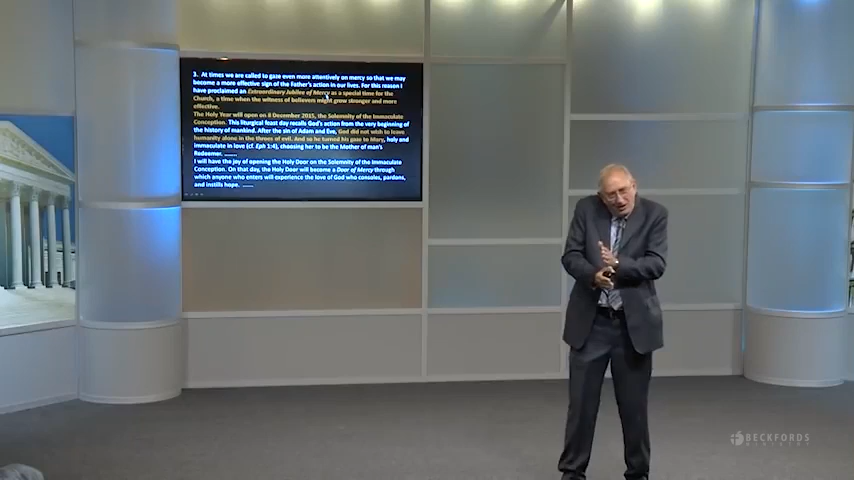 3. At times we are called to gaze even more attentively on mercy so that we may
become a more effective sign of the Father's action in our lives. For this reason I
have proclaimed an Extraordinary Jubilee of Mercy as a special time for the
Church, a time when the witness of believers might grow stronger and more
effective.
The Holy Year will open on 8 December 2015, the Solemnity of the Immaculate
Conception. This liturgical feast day recalls God's action from the very beginning of
the history of mankind. After the sin of Adam and Eve, God did not wish to leave
humanity alone in the throes of evil. And so he turned his gaze to Mary, holy and
immaculate in love (cf. Eph 1:4), choosing her to be the Mother of man's
Redeemer. ........
I will have the joy of opening the Holy Door on the Solemnity of the Immaculate
Conception. On that day, the Holy Door will become a Door of Mercy through
which anyone who enters will experience the love of God who consoles, pardons,
and instills hope. .......
BECKFORDS
MINISTRY